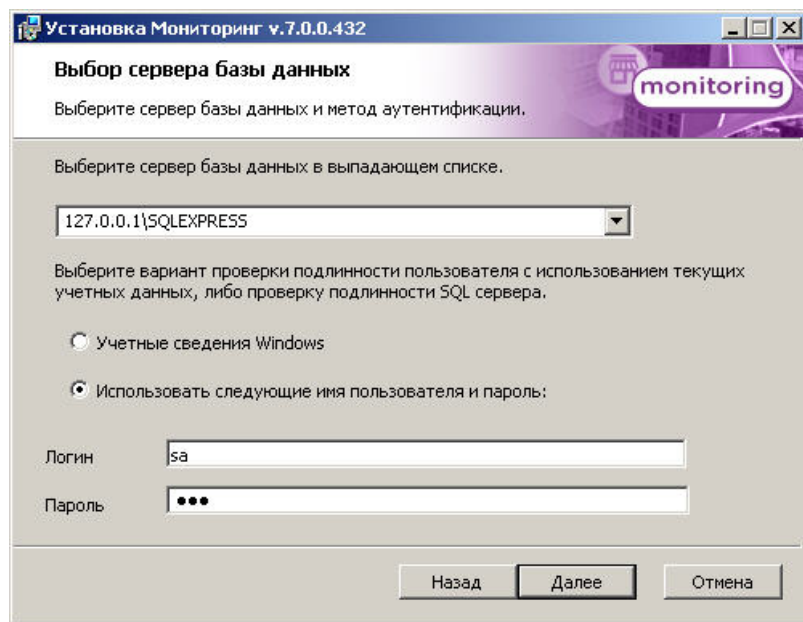 Установка Мониторинг v.7.0.0.432
Выбор сервера базы данных
Выберите сервер базы данных и метод аутентификации.
monitoring
Выберите сервер базы данных в выпадающем списке.
127.0.0.1\SQLEXPRESS
Выберите вариант проверки подлинности пользователя с использованием текущих
учетных данных, либо проверку подлинности SQL сервера.
Учетные сведения Windows
Использовать следующие имя пользователя и пароль:
Логин
sa
Пароль
•••
Назад
Далее
Отмена